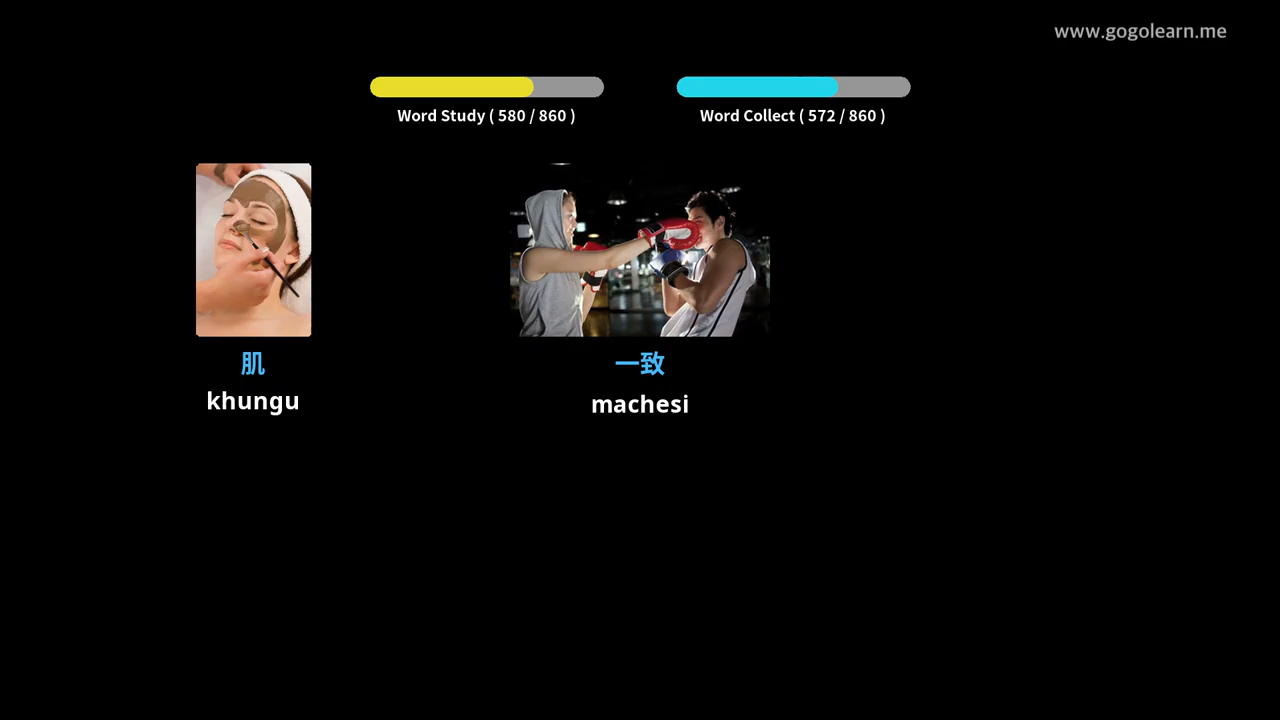 www.gogolearn.me
Word Study ( 580 / 860 )
Word Collect ( 572 / 860 )
肌
一致
khungu
machesi